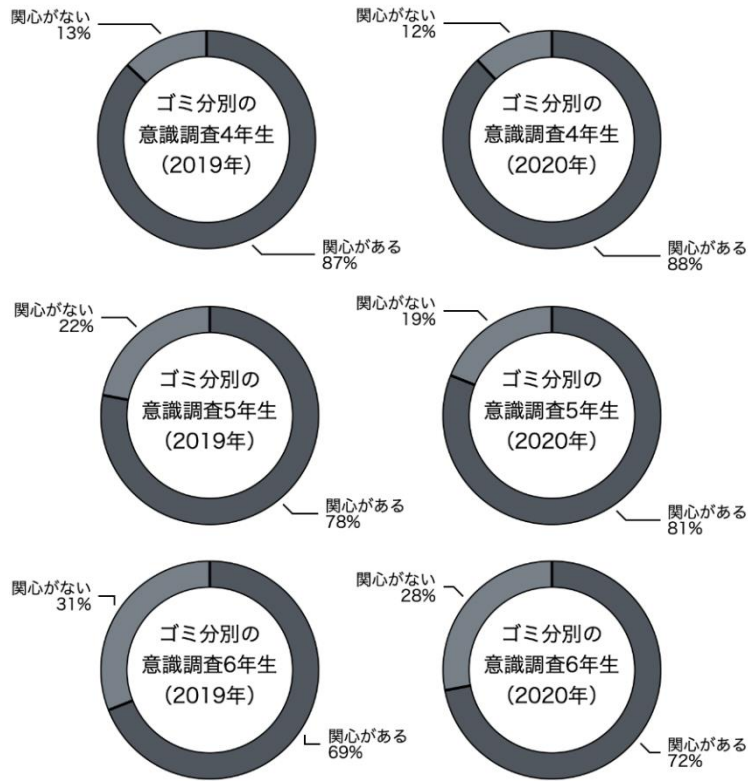 関心がない
13%
ゴミ分別の
意識調査4年生
（2019年）
関心がある
87%
関心がない
12%
ゴミ分別の
意識調査4年生
（2020年）
関心がある
88%
関心がない
22%
ゴミ分別の
意識調査5年生
（2019年）
関心がある
78%
関心がない
19%
ゴミ分別の
意識調査5年生
（2020年）
関心がある
81%
関心がない
31%
ゴミ分別の
意識調査6年生
（2019年）
関心がある
69%
関心がない
28%
ゴミ分別の
意識調査6年生
（2020年）
関心がある
72%